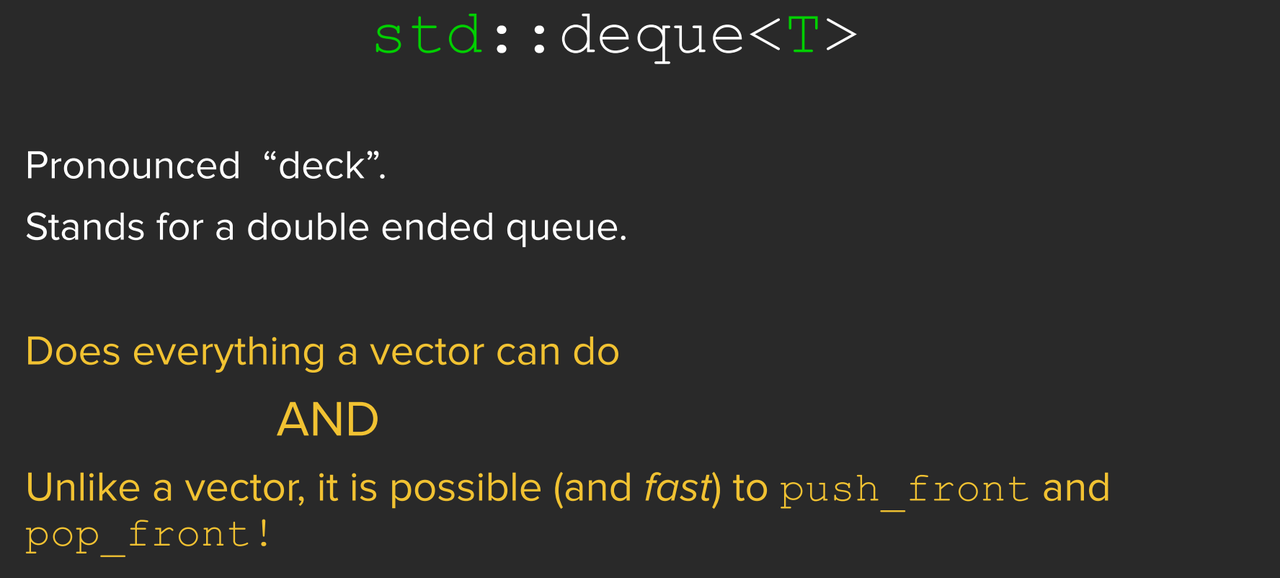 std::deque<T>
Pronounced “deck”.
Stands for a double ended queue.
Does everything a vector can do
AND
Unlike a vector, it is possible (and fast) to push_front and
pop_front!